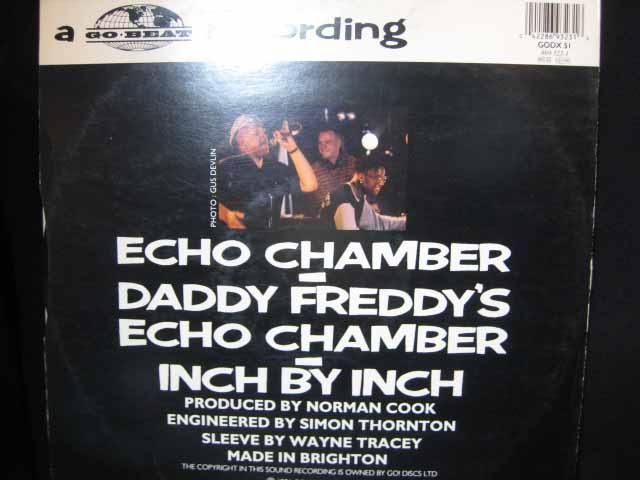 a GO·BEAT recording
GODX 51
PHOTO : GUS DEVLIN
ECHO CHAMBER
–
DADDY FREDDY'S
ECHO CHAMBER
–
INCH BY INCH
PRODUCED BY NORMAN COOK
ENGINEERED BY SIMON THORNTON
SLEEVE BY WAYNE TRACEY
MADE IN BRIGHTON
THE COPYRIGHT IN THIS SOUND RECORDING IS OWNED BY GO! DISCS LTD